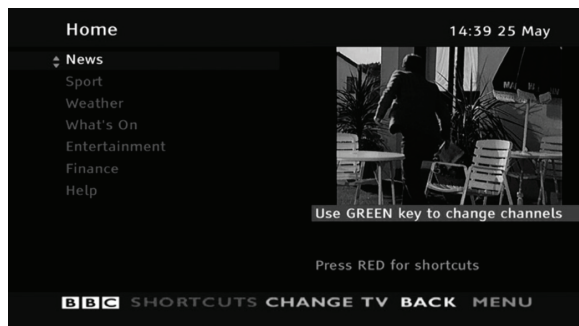 Home 14:39 25 May
News
Sport
Weather
What's On
Entertainment
Finance
Help
Use GREEN key to change channels
Press RED for shortcuts
BBC SHORTCUTS CHANGE TV BACK MENU